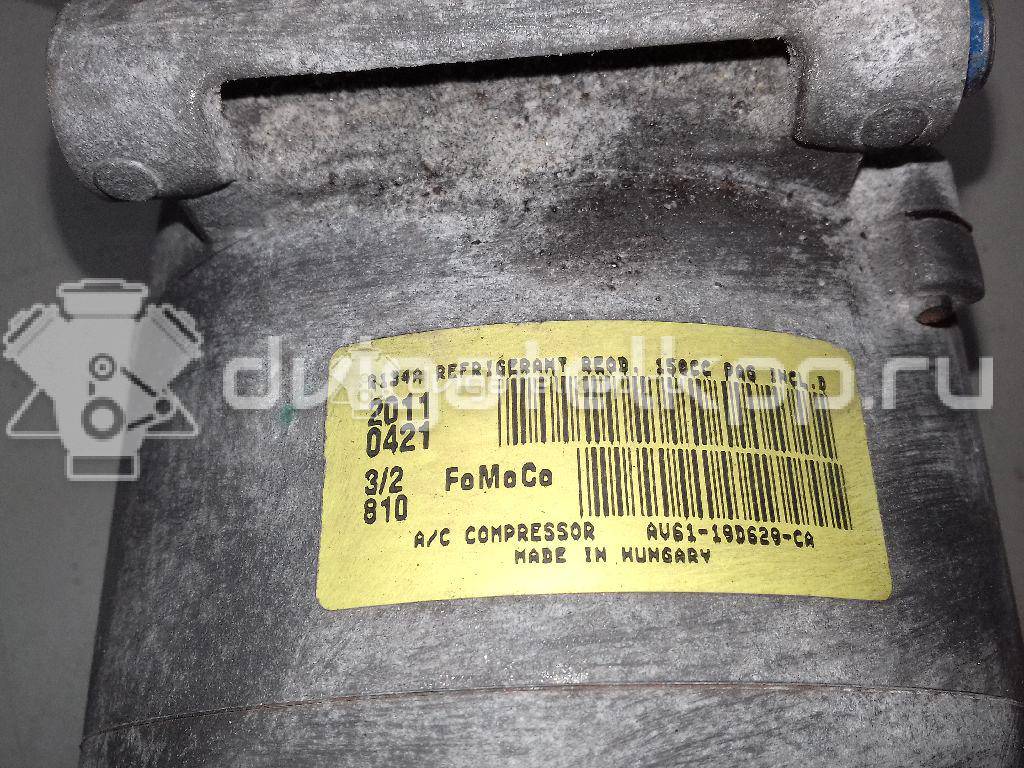 R134A REFRIGERANT REQD. 150CC PAG INCL.D
2011
0421
3/2
810
FoMoCo
A/C COMPRESSOR AV61-19D629-CA
MADE IN HUNGARY
dvigatelkpro.ru